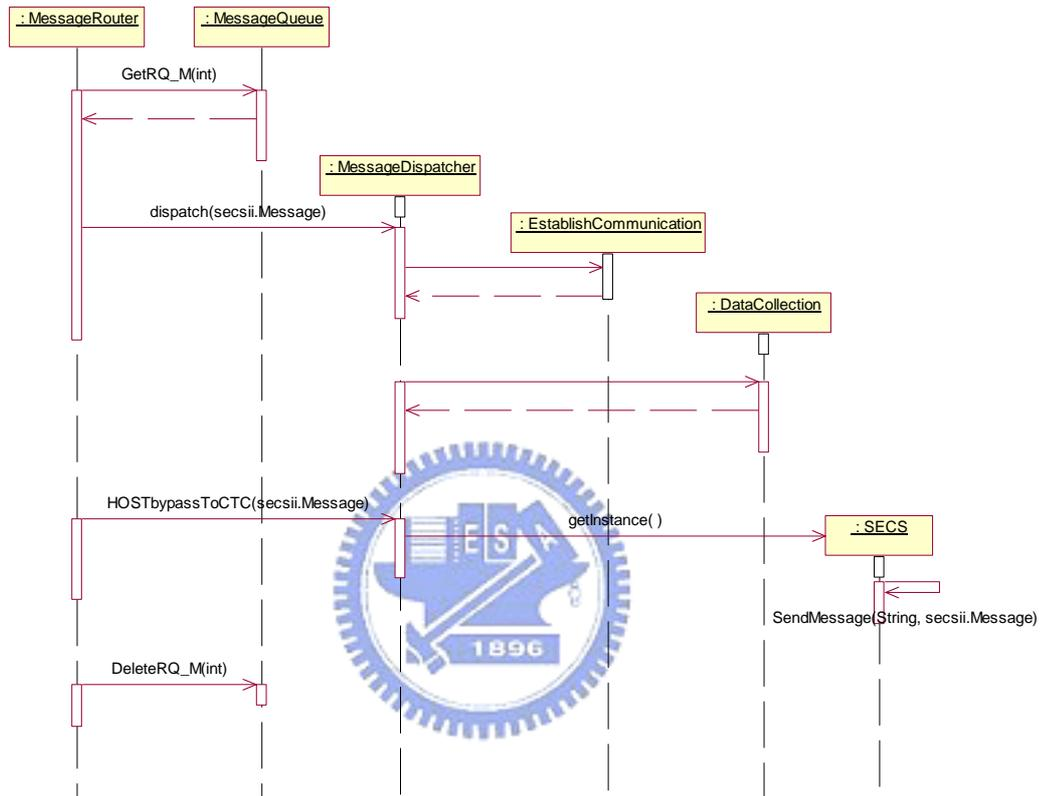 : MessageRouter
: MessageQueue
GetRQ_M(int)
: MessageDispatcher
dispatch(secsii.Message)
: EstablishCommunication
: DataCollection
HOSTbypassToCTC(secsii.Message)
getInstance( )
: SECS
ESA
SendMessage(String, secsii.Message)
1896
DeleteRQ_M(int)